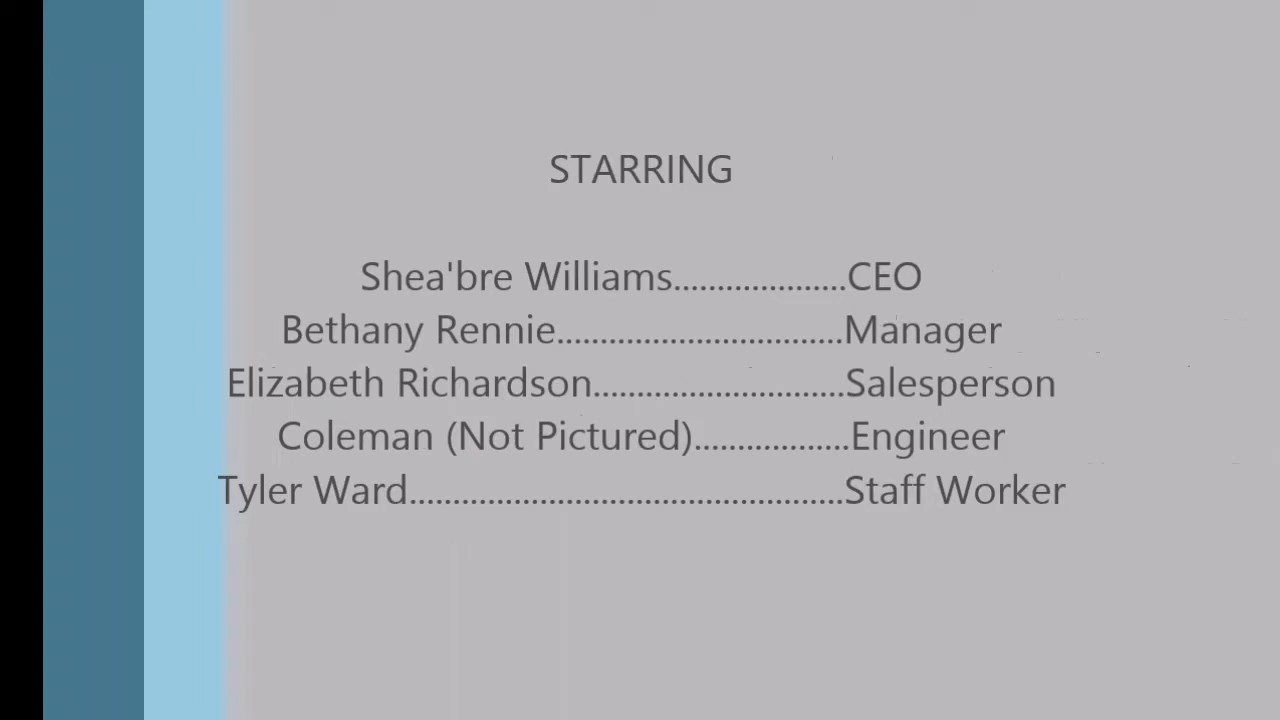 STARRING
Shea'bre Williams....................CEO
Bethany Rennie.................................Manager
Elizabeth Richardson.............................Salesperson
Coleman (Not Pictured)..................Engineer
Tyler Ward..................................................Staff Worker